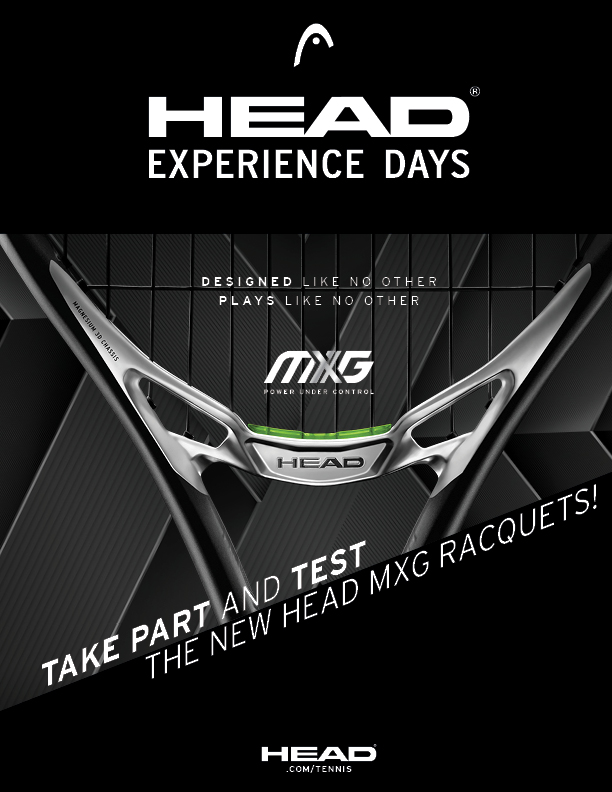 HEAD®
EXPERIENCE DAYS
DESIGNED LIKE NO OTHER
PLAYS LIKE NO OTHER
MAGNESIUM 3D CHASSIS
MXG
POWER UNDER CONTROL
HEAD
TAKE PART AND TEST
THE NEW HEAD MXG RACQUETS!
HEAD®
.COM/TENNIS